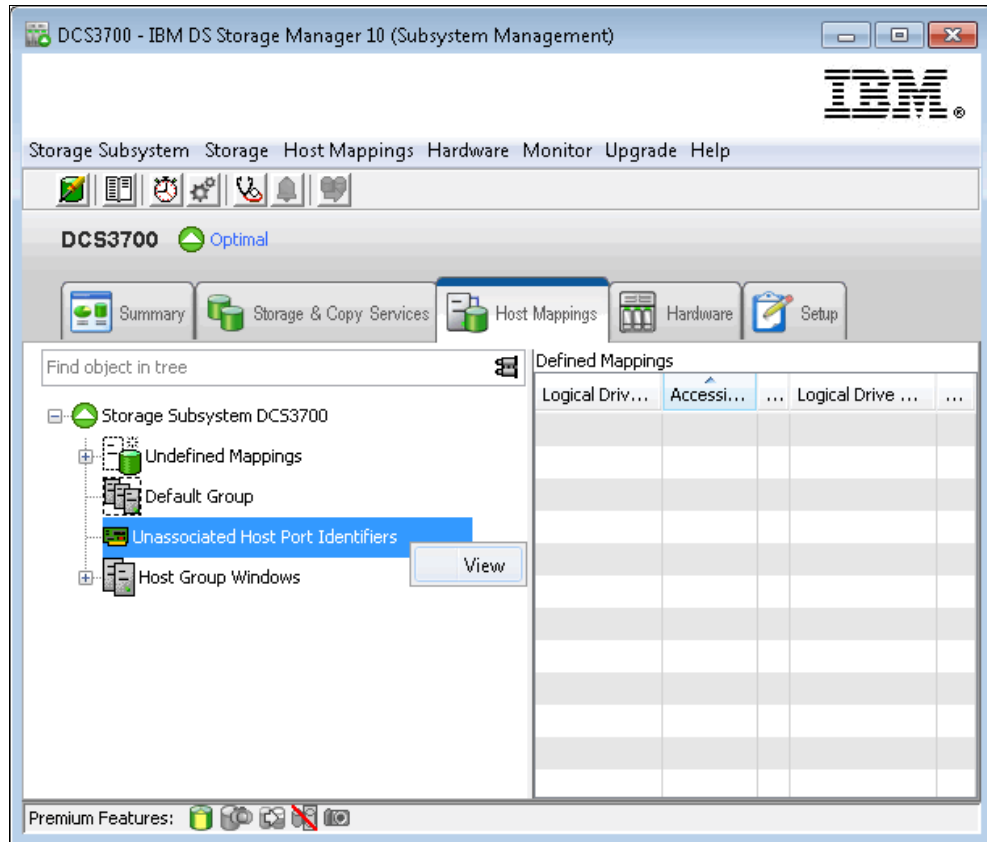 DCS3700 - IBM DS Storage Manager 10 (Subsystem Management)
IBM®
Storage Subsystem Storage Host Mappings Hardware Monitor Upgrade Help
DCS3700 Optimal
Summary Storage & Copy Services Host Mappings Hardware Setup
Find object in tree
Defined Mappings
Logical Driv... Accessi... ... Logical Drive ... ...
Storage Subsystem DCS3700
Undefined Mappings
Default Group
Unassociated Host Port Identifiers
View
Host Group Windows
Premium Features: